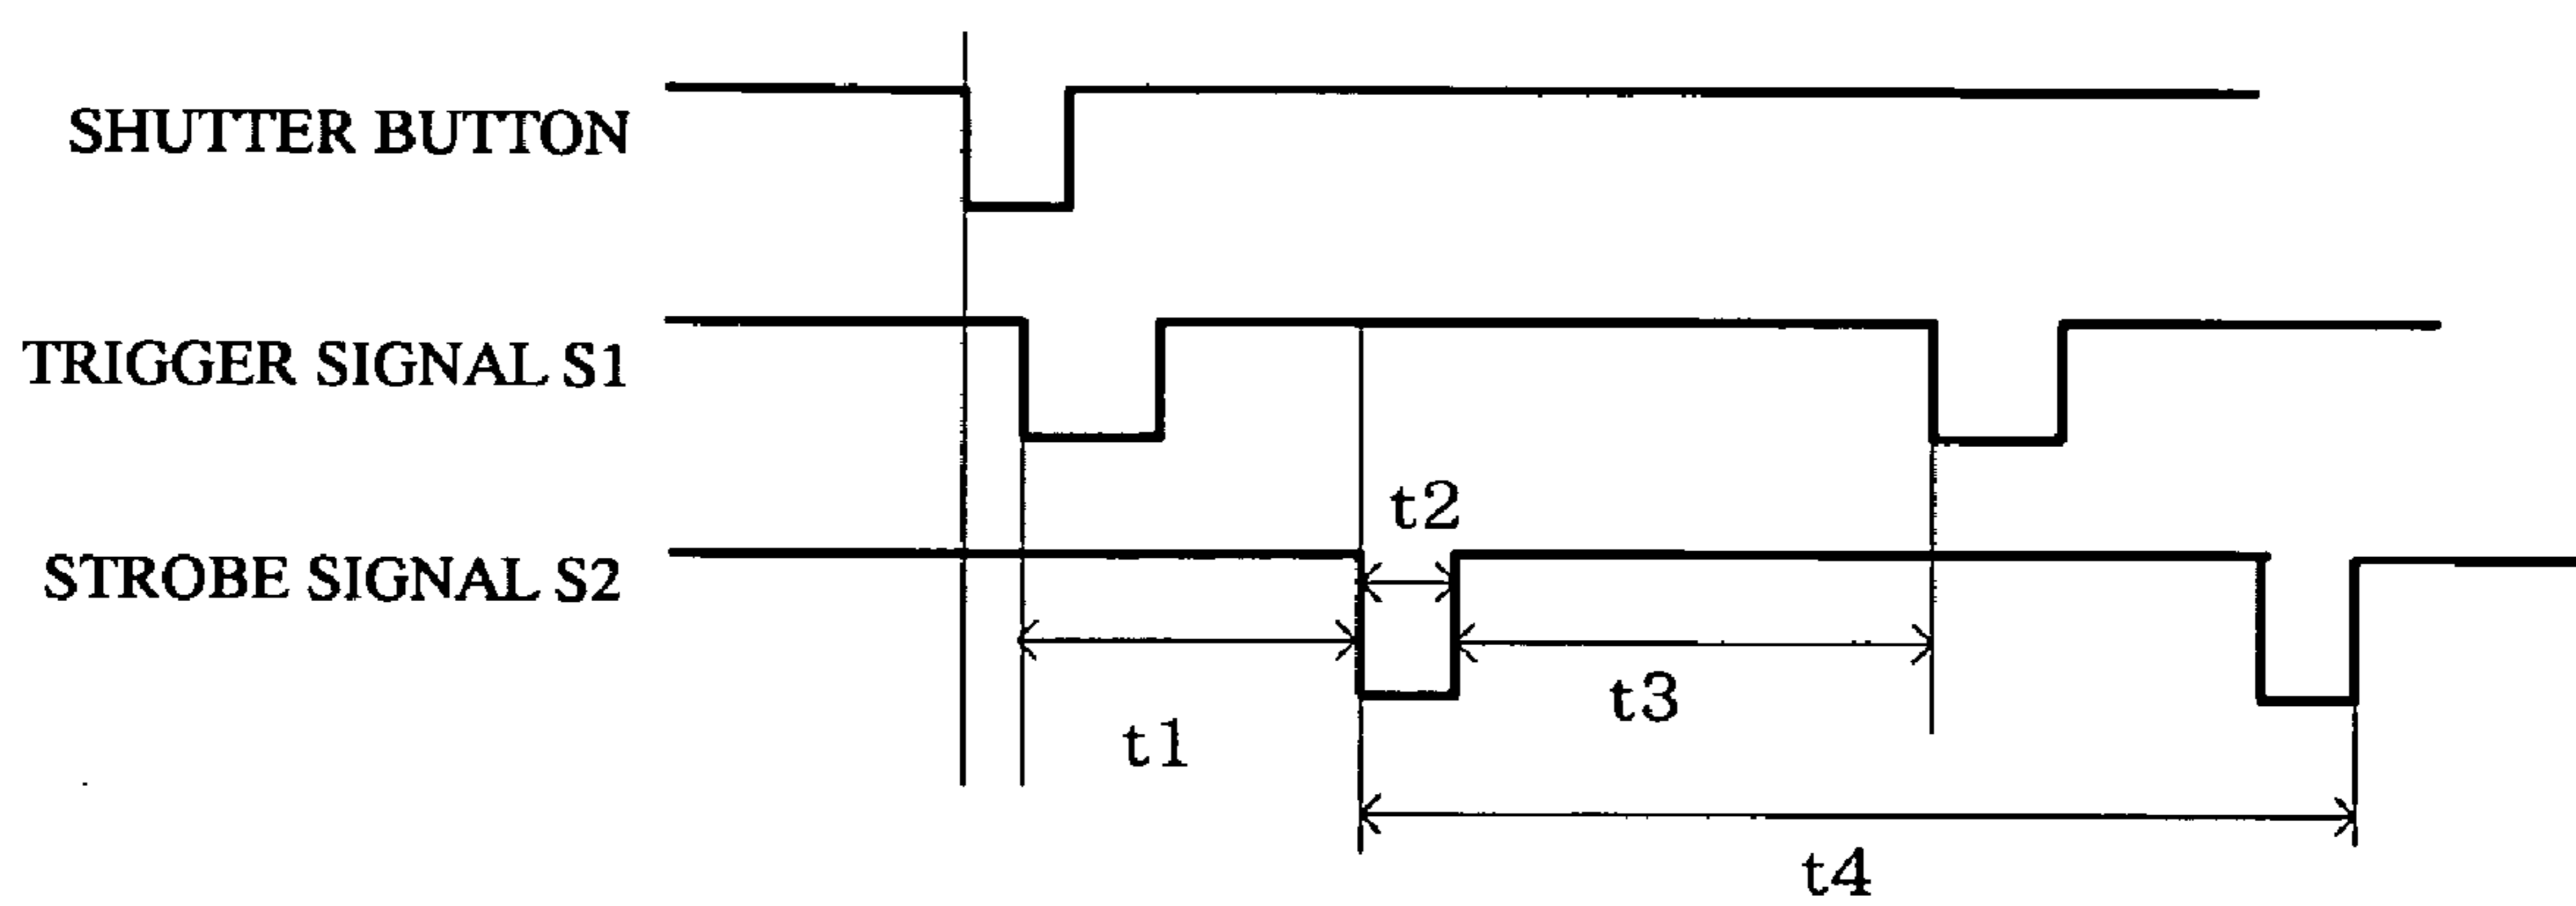 SHUTTER BUTTON
TRIGGER SIGNAL S1
t2
STROBE SIGNAL S2
t3
t1
t4